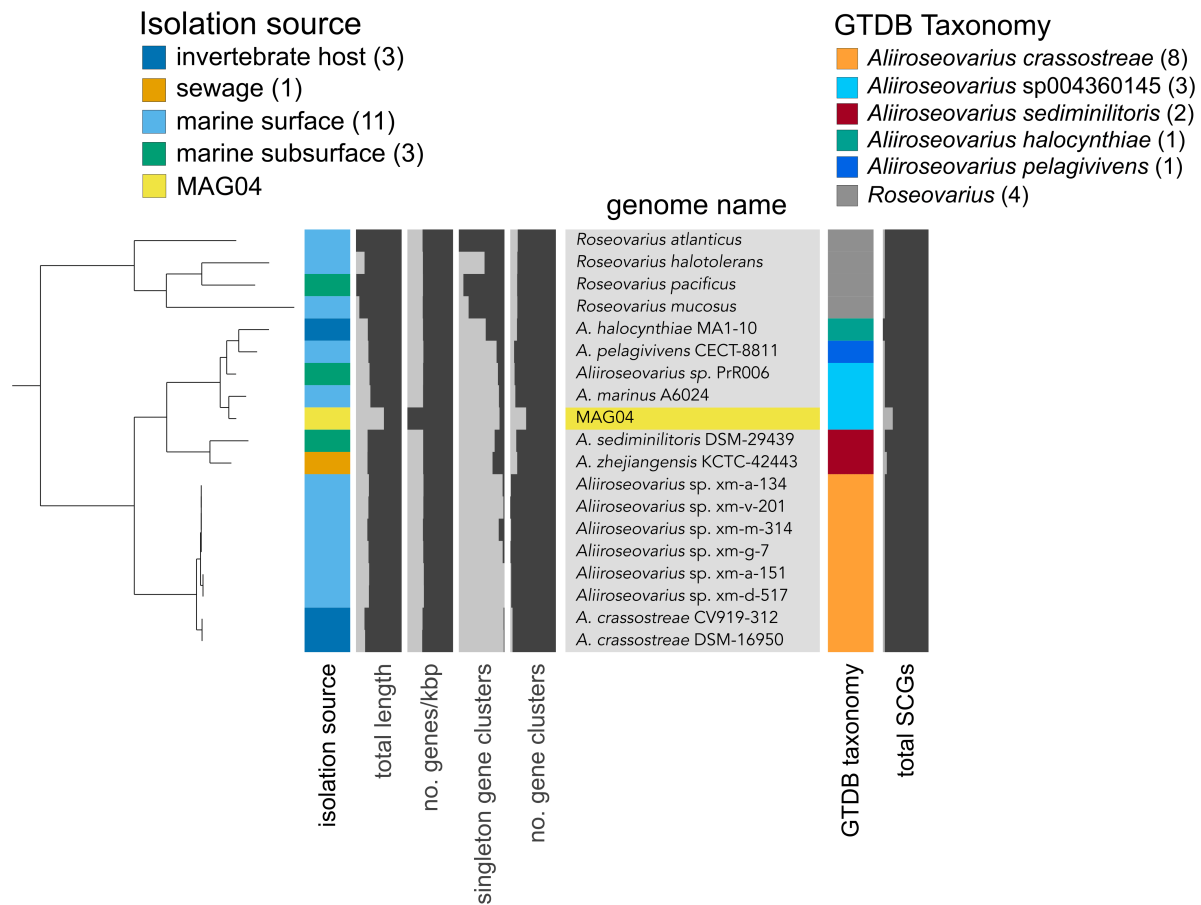 Isolation source
invertebrate host (3)
sewage (1)
marine surface (11)
marine subsurface (3)
MAG04
GTDB Taxonomy
Aliiroseovarius crassostreae (8)
Aliiroseovarius sp004360145 (3)
Aliiroseovarius sediminilitoris (2)
Aliiroseovarius halocynthiae (1)
Aliiroseovarius pelagivivens (1)
Roseovarius (4)
genome name
Roseovarius atlanticus
Roseovarius halotolerans
Roseovarius pacificus
Roseovarius mucosus
A. halocynthiae MA1-10
A. pelagivivens CECT-8811
Aliiroseovarius sp. PrR006
A. marinus A6024
MAG04
A. sediminilitoris DSM-29439
A. zhejiangensis KCTC-42443
Aliiroseovarius sp. xm-a-134
Aliiroseovarius sp. xm-v-201
Aliiroseovarius sp. xm-m-314
Aliiroseovarius sp. xm-g-7
Aliiroseovarius sp. xm-a-151
Aliiroseovarius sp. xm-d-517
A. crassostreae CV919-312
A. crassostreae DSM-16950
isolation source
total length
no. genes/kbp
singleton gene clusters
no. gene clusters
GTDB taxonomy
total SCGs